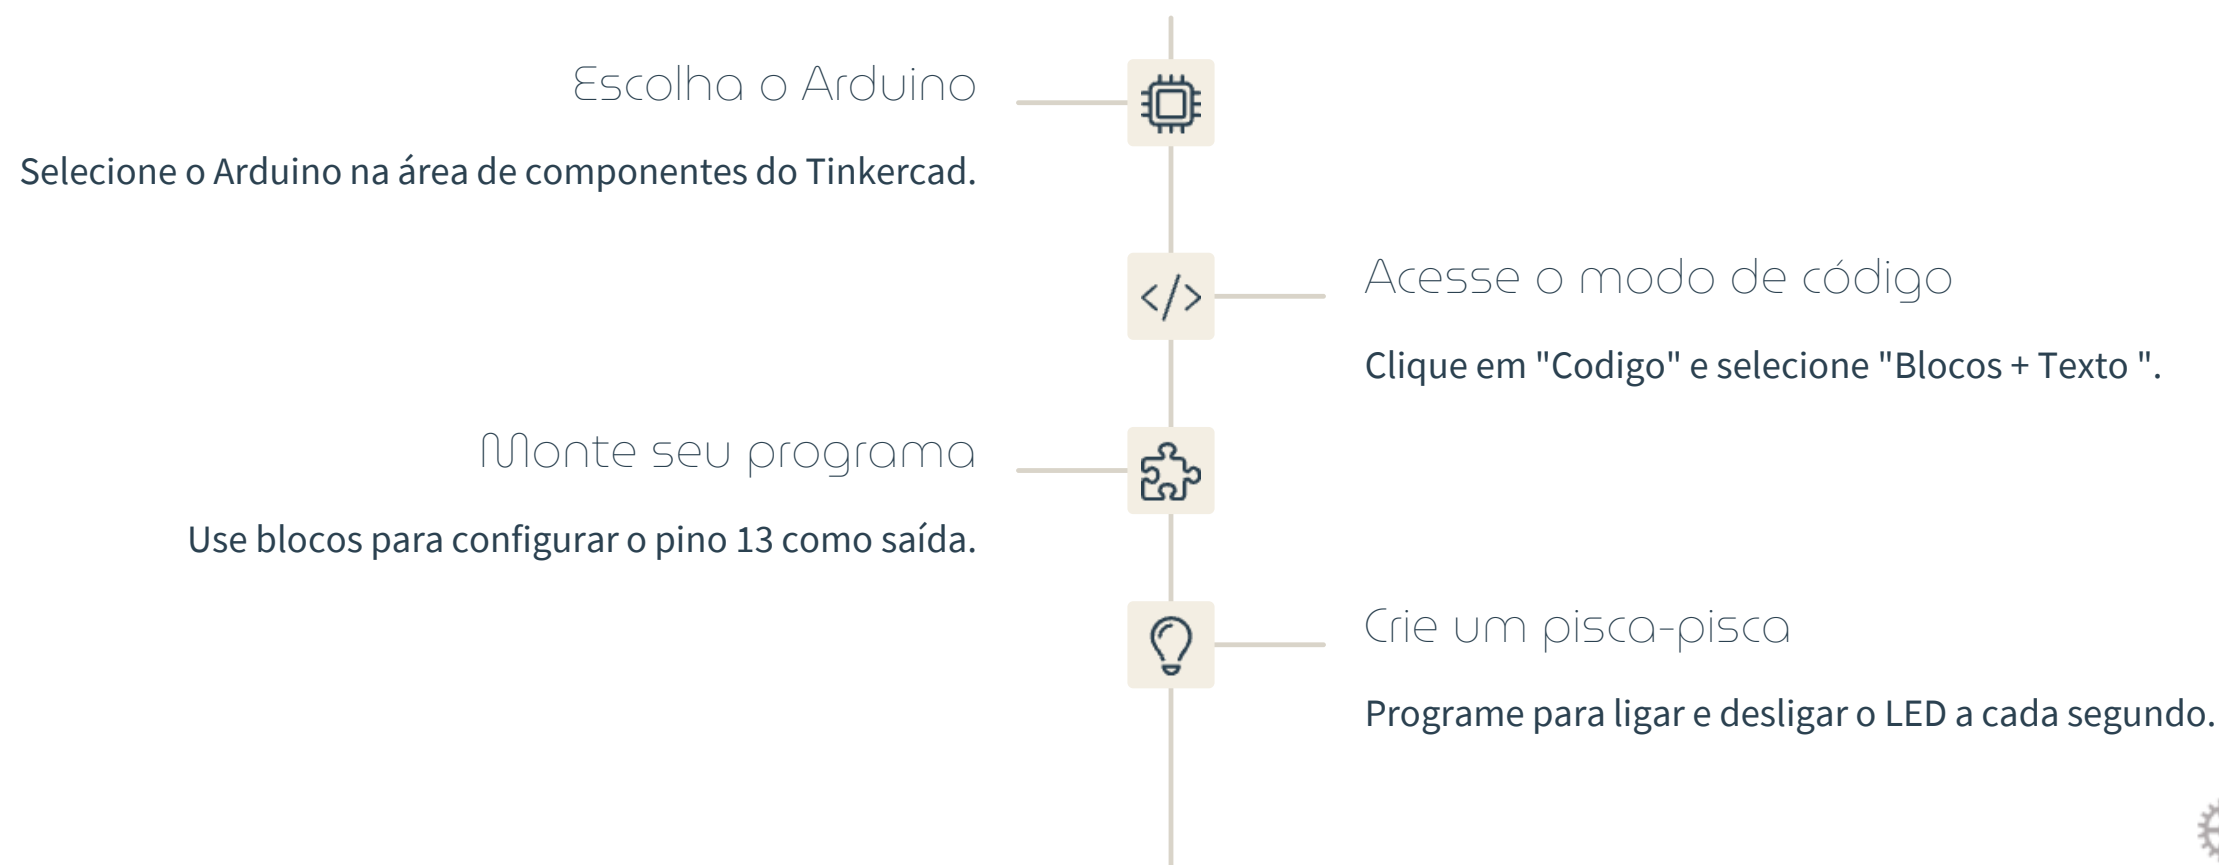 Escolha o Arduino
Selecione o Arduino na área de componentes do Tinkercad.
Acesse o modo de código
Clique em "Codigo" e selecione "Blocos + Texto ".
Monte seu programa
Use blocos para configurar o pino 13 como saída.
Crie um pisca-pisca
Programe para ligar e desligar o LED a cada segundo.